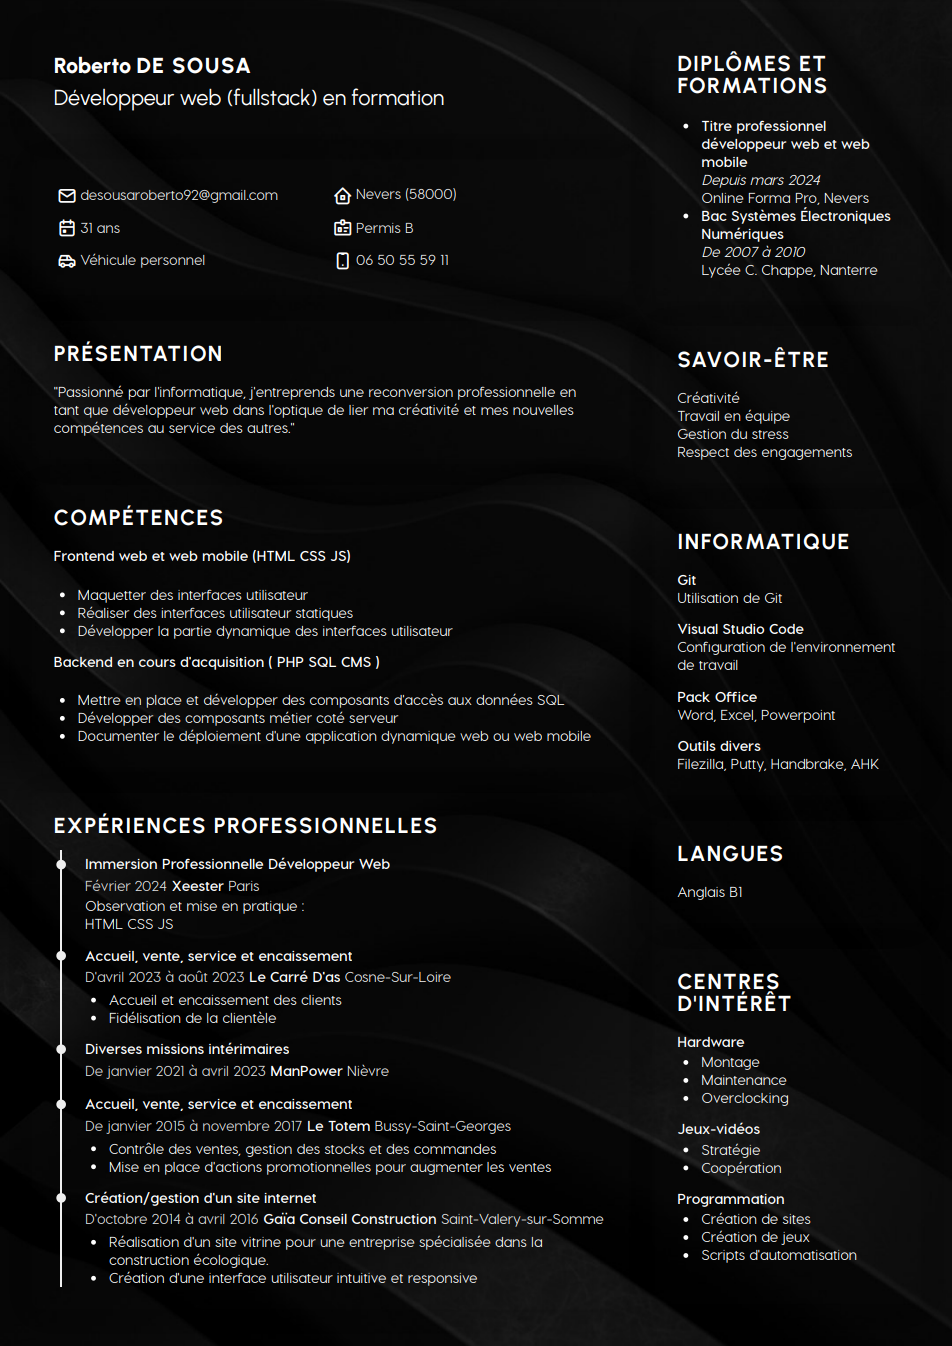 Roberto DE SOUSA
Développeur web (fullstack) en formation
desousaroberto92@gmail.com
Nevers (58000)
31 ans
Permis B
Véhicule personnel
06 50 55 59 11
PRÉSENTATION
"Passionné par l'informatique, j'entreprends une reconversion professionnelle en
tant que développeur web dans l'optique de lier ma créativité et mes nouvelles
compétences au service des autres."
COMPÉTENCES
Frontend web et web mobile (HTML CSS JS)
• Maquetter des interfaces utilisateur
• Réaliser des interfaces utilisateur statiques
• Développer la partie dynamique des interfaces utilisateur
Backend en cours d'acquisition ( PHP SQL CMS )
• Mettre en place et développer des composants d'accès aux données SQL
• Développer des composants métier coté serveur
• Documenter le déploiement d'une application dynamique web ou web mobile
EXPÉRIENCES PROFESSIONNELLES
Immersion Professionnelle Développeur Web
Février 2024 Xeester Paris
Observation et mise en pratique :
HTML CSS JS
Accueil, vente, service et encaissement
D'avril 2023 à août 2023 Le Carré D'as Cosne-Sur-Loire
• Accueil et encaissement des clients
• Fidélisation de la clientèle
Diverses missions intérimaires
De janvier 2021 à avril 2023 ManPower Nièvre
Accueil, vente, service et encaissement
De janvier 2015 à novembre 2017 Le Totem Bussy-Saint-Georges
• Contrôle des ventes, gestion des stocks et des commandes
• Mise en place d'actions promotionnelles pour augmenter les ventes
Création/gestion d'un site internet
D'octobre 2014 à avril 2016 Gaïa Conseil Construction Saint-Valery-sur-Somme
• Réalisation d'un site vitrine pour une entreprise spécialisée dans la
construction écologique.
• Création d'une interface utilisateur intuitive et responsive
DIPLÔMES ET
FORMATIONS
• Titre professionnel
développeur web et web
mobile
Depuis mars 2024
Online Forma Pro, Nevers
• Bac Systèmes Électroniques
Numériques
De 2007 à 2010
Lycée C. Chappe, Nanterre
SAVOIR-ÊTRE
Créativité
Travail en équipe
Gestion du stress
Respect des engagements
INFORMATIQUE
Git
Utilisation de Git
Visual Studio Code
Configuration de l'environnement
de travail
Pack Office
Word, Excel, Powerpoint
Outils divers
Filezilla, Putty, Handbrake, AHK
LANGUES
Anglais B1
CENTRES
D'INTÉRÊT
Hardware
• Montage
• Maintenance
• Overclocking
Jeux-vidéos
• Stratégie
• Coopération
Programmation
• Création de sites
• Création de jeux
• Scripts d'automatisation